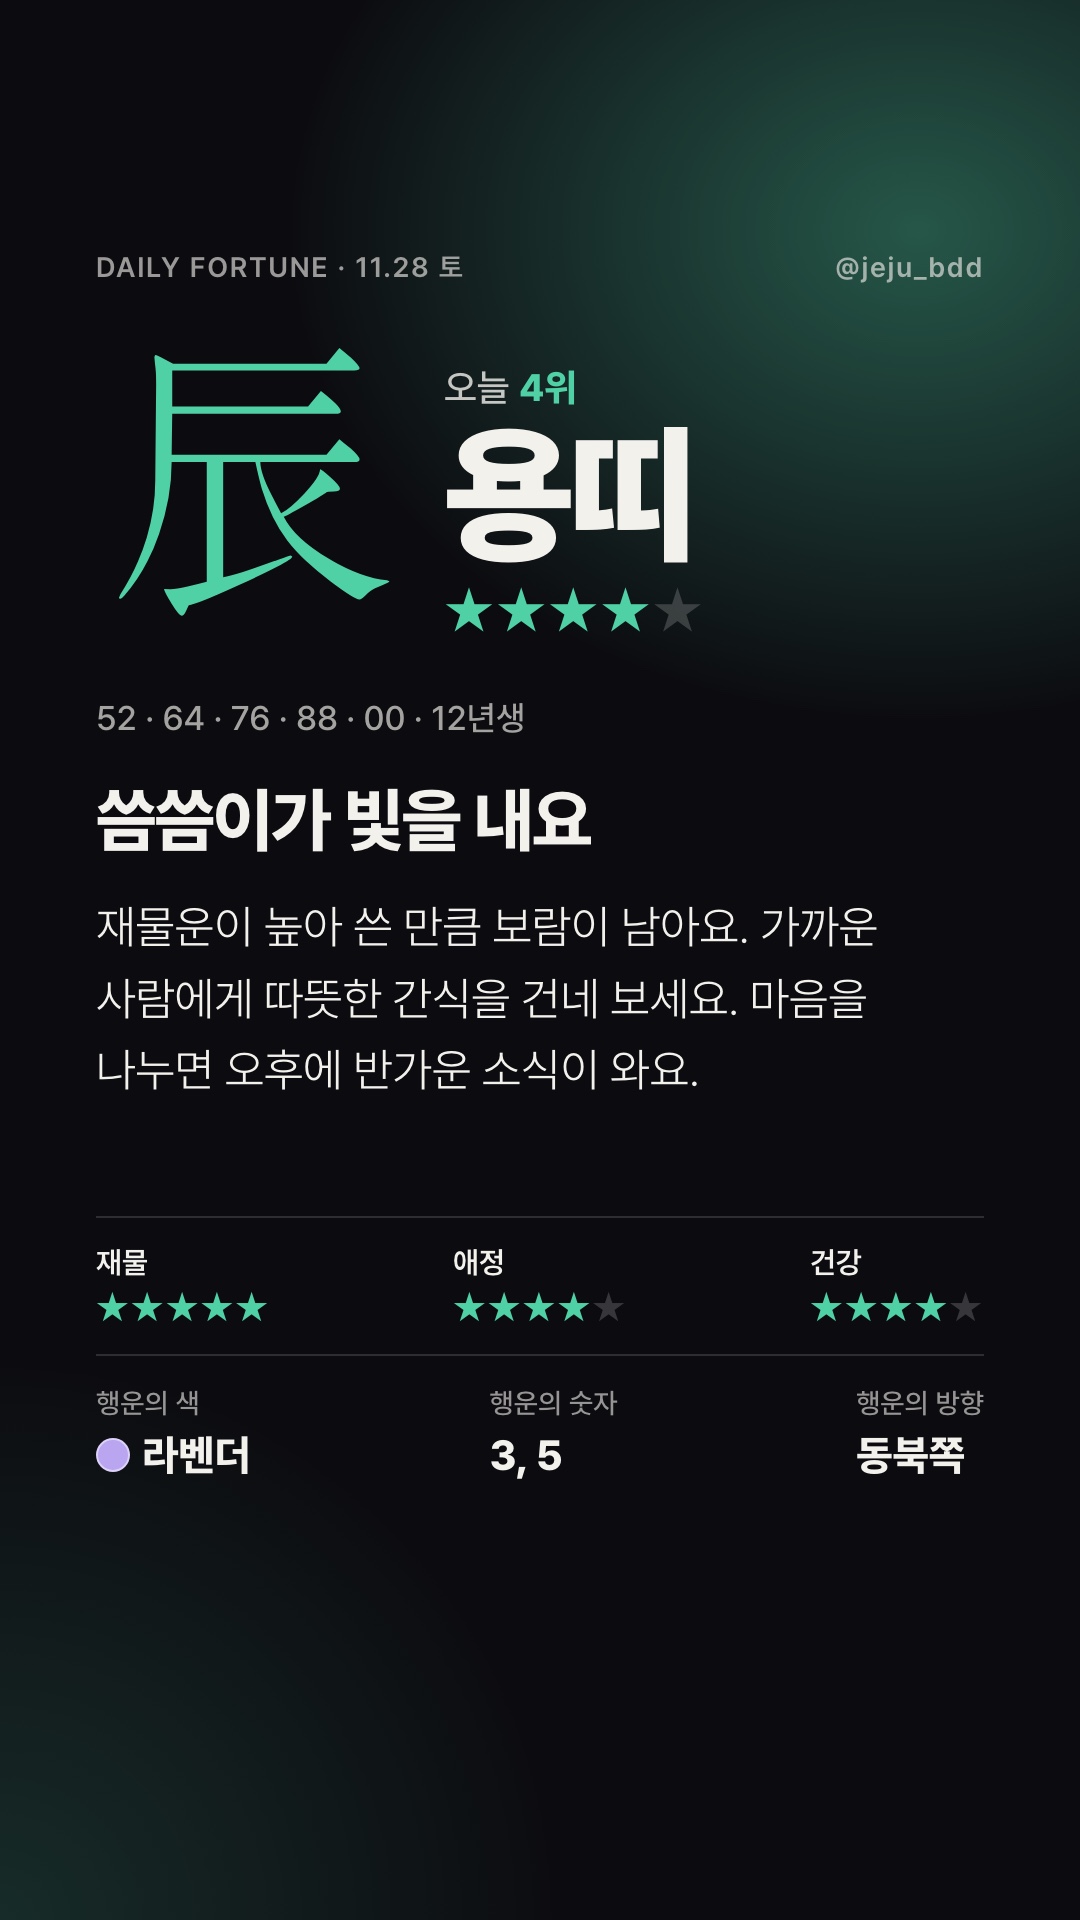 DAILY FORTUNE · 11.28 토
@jeju_bdd
辰
오늘 4위
용띠
★★★★★
52 · 64 · 76 · 88 · 00 · 12년생
씀씀이가 빛을 내요
재물운이 높아 쓴 만큼 보람이 남아요. 가까운
사람에게 따뜻한 간식을 건네 보세요. 마음을
나누면 오후에 반가운 소식이 와요.
재물 애정 건강
★★★★★ ★★★★★ ★★★★★
행운의 색 행운의 숫자 행운의 방향
라벤더 3, 5 동북쪽